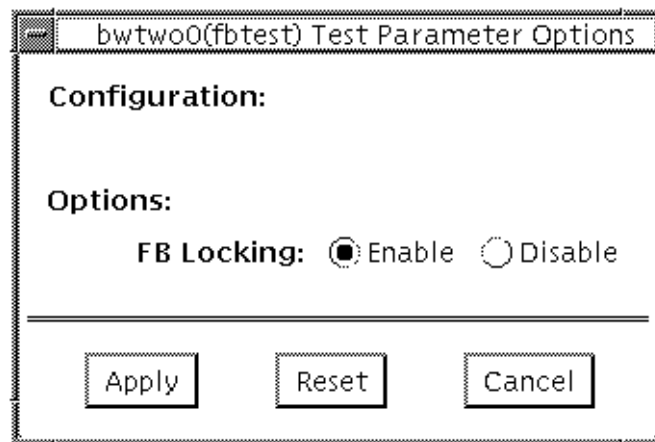 bwtwo0(fbtest) Test Parameter Options
Configuration:
Options:
FB Locking: Enable Disable
Apply Reset Cancel